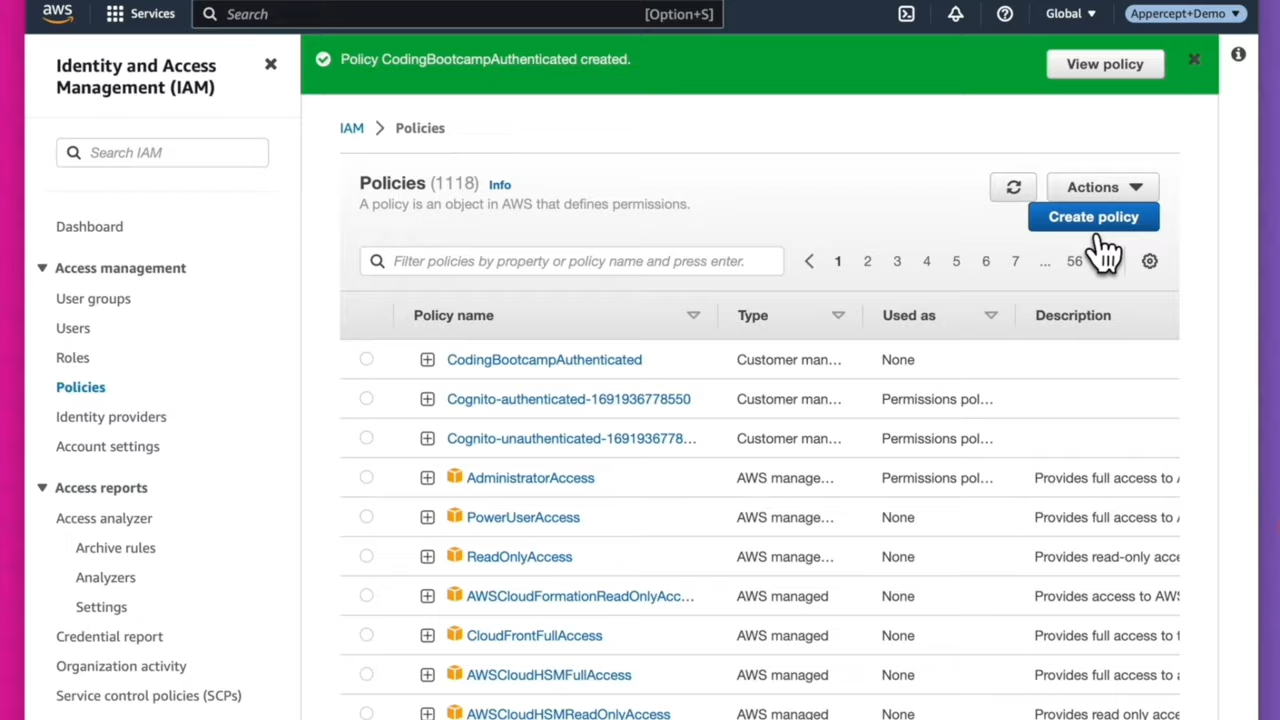 aws
Services
Search
[Option+S]
Global
Appercept+Demo
Identity and Access
Management (IAM)
Search IAM
Dashboard
Access management
User groups
Users
Roles
Policies
Identity providers
Account settings
Access reports
Access analyzer
Archive rules
Analyzers
Settings
Credential report
Organization activity
Service control policies (SCPs)
Policy CodingBootcampAuthenticated created.
View policy
IAM > Policies
Policies (1118) Info
A policy is an object in AWS that defines permissions.
Actions
Create policy
Filter policies by property or policy name and press enter.
1 2 3 4 5 6 7 ... 56
Policy name Type Used as Description
CodingBootcampAuthenticated Customer man… None
Cognito-authenticated-1691936778550 Customer man… Permissions pol…
Cognito-unauthenticated-1691936778… Customer man… Permissions pol…
AdministratorAccess AWS manage… Permissions pol… Provides full access to
PowerUserAccess AWS manage… None Provides full access to
ReadOnlyAccess AWS manage… None Provides read-only acce
AWSCloudFormationReadOnlyAcc… AWS managed None Provides access to AWS
CloudFrontFullAccess AWS managed None Provides full access to t
AWSCloudHSMFullAccess AWS managed None Provides full access to a
AWSCloudHSMReadOnlyAccess AWS managed None Provides read only acce